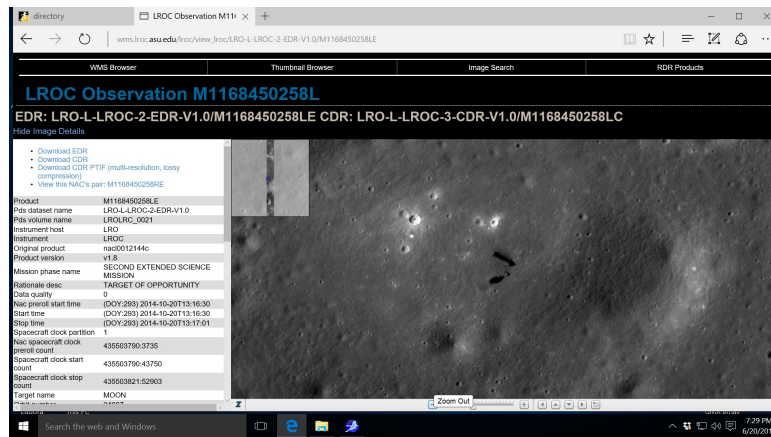 directory
LROC Observation M116
wms.lroc.asu.edu/lroc/view_lroc/LRO-L-LROC-2-EDR-V1.0/M1168450258LE
WMS Browser
Thumbnail Browser
Image Search
RDR Products
LROC Observation M1168450258L
EDR: LRO-L-LROC-2-EDR-V1.0/M1168450258LE CDR: LRO-L-LROC-3-CDR-V1.0/M1168450258LC
Hide Image Details
Download EDR
Download CDR
Download CDR PTIF (multi-resolution, lossy
compression)
View this NAC's pair: M1168450258RE
Product M1168450258LE
Pds dataset name LRO-L-LROC-2-EDR-V1.0
Pds volume name LROLRC_0021
Instrument host LRO
Instrument LROC
Original product nacl0012144c
Product version v1.8
Mission phase name SECOND EXTENDED SCIENCE
MISSION
Rationale desc TARGET OF OPPORTUNITY
Data quality 0
Nac preroll start time (DOY:293) 2014-10-20T13:16:30
Start time (DOY:293) 2014-10-20T13:16:30
Stop time (DOY:293) 2014-10-20T13:17:01
Spacecraft clock partition 1
Nac spacecraft clock
preroll count 435503790:3735
Spacecraft clock start
count 435503790:43750
Spacecraft clock stop
count 435503821:52903
Target name MOON
Z
Zoom Out
Search the web and Windows
7:29 PM
6/20/201